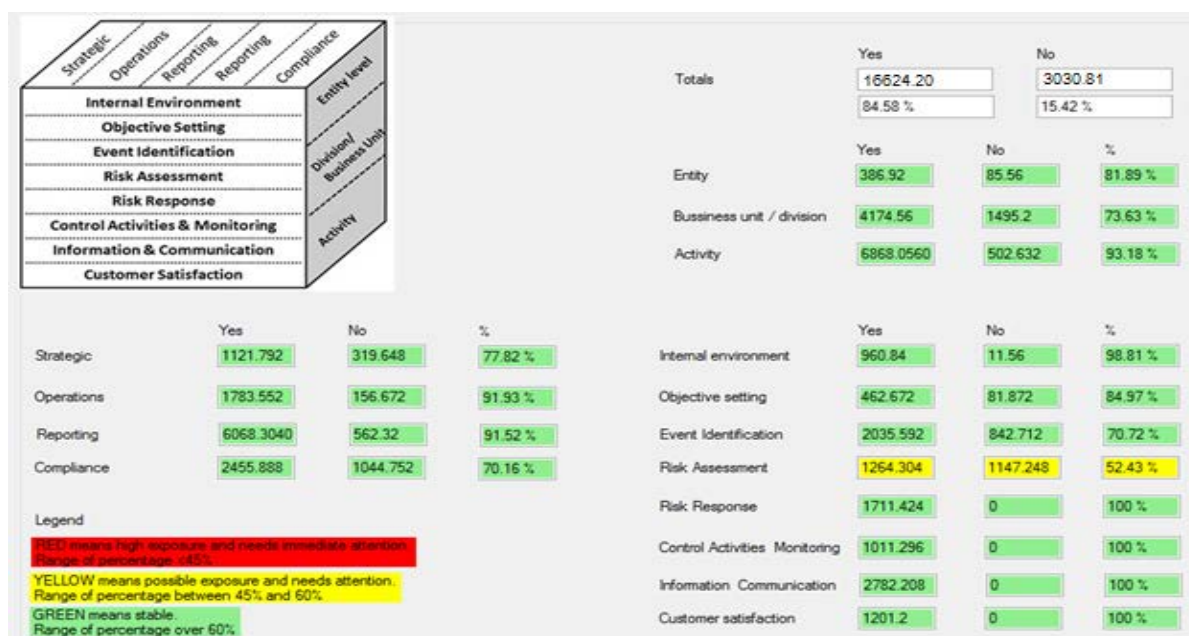 Strategic
Operations
Reporting
Reporting
Compliance
Entity level
Division/
Business Unit
Activity
Internal Environment
Objective Setting
Event Identification
Risk Assessment
Risk Response
Control Activities & Monitoring
Information & Communication
Customer Satisfaction
Yes No
Totals 16624.20 3030.81
84.58 % 15.42 %
Yes No %
Entity 386.92 85.56 81.89 %
Bussiness unit / division 4174.56 1495.2 73.63 %
Activity 6868.0560 502.632 93.18 %
Yes No %
Strategic 1121.792 319.648 77.82 %
Operations 1783.552 156.672 91.93 %
Reporting 6068.3040 562.32 91.52 %
Compliance 2455.888 1044.752 70.16 %
Legend
RED means high exposure and needs immediate attention
Range of percentage <45%
YELLOW means possible exposure and needs attention.
Range of percentage between 45% and 60%
GREEN means stable.
Range of percentage over 60%
Yes No %
Internal environment 960.84 11.56 98.81 %
Objective setting 462.672 81.872 84.97 %
Event Identification 2035.592 842.712 70.72 %
Risk Assessment 1264.304 1147.248 52.43 %
Risk Response 1711.424 0 100 %
Control Activities Monitoring 1011.296 0 100 %
Information Communication 2782.208 0 100 %
Customer satisfaction 1201.2 0 100 %